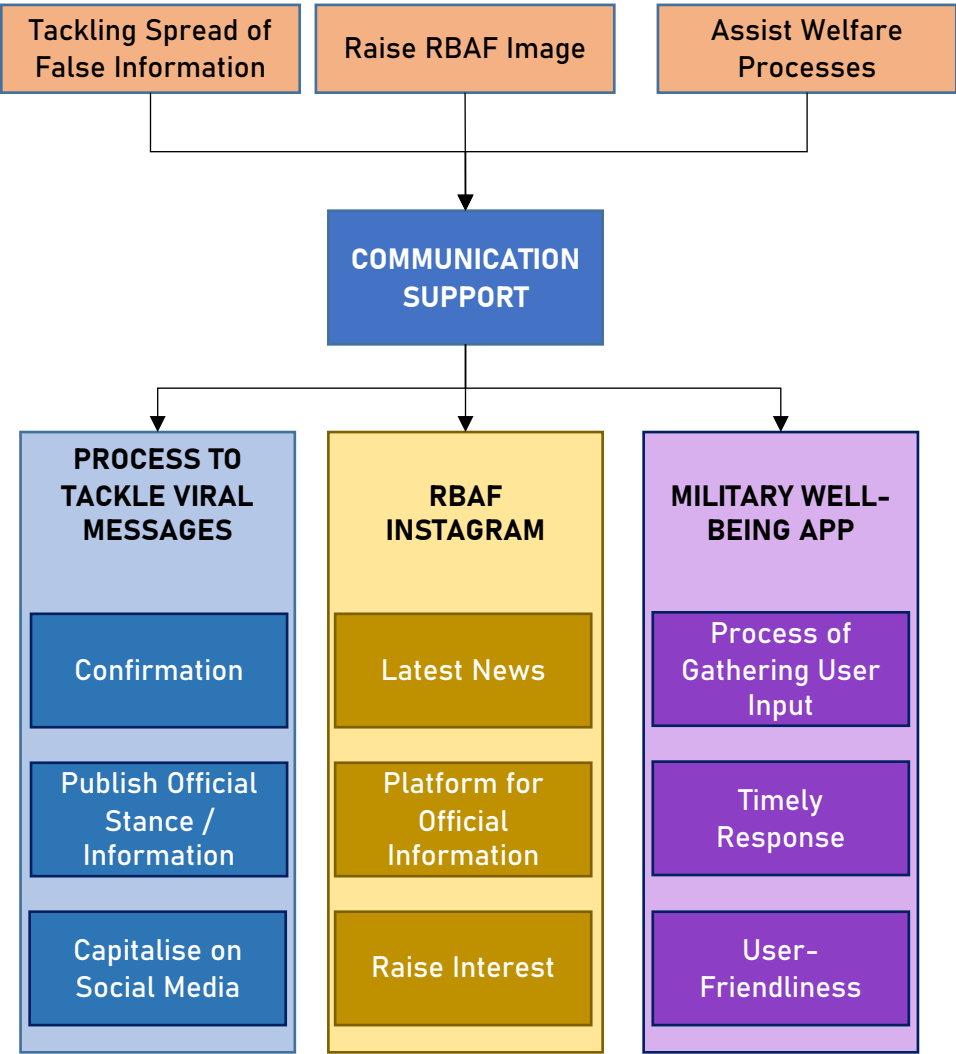 Tackling Spread of
False Information
Raise RBAF Image
Assist Welfare
Processes
COMMUNICATION
SUPPORT
PROCESS TO
TACKLE VIRAL
MESSAGES
Confirmation
Publish Official
Stance /
Information
Capitalise on
Social Media
RBAF
INSTAGRAM
Latest News
Platform for
Official
Information
Raise Interest
MILITARY WELL-
BEING APP
Process of
Gathering User
Input
Timely
Response
User-
Friendliness